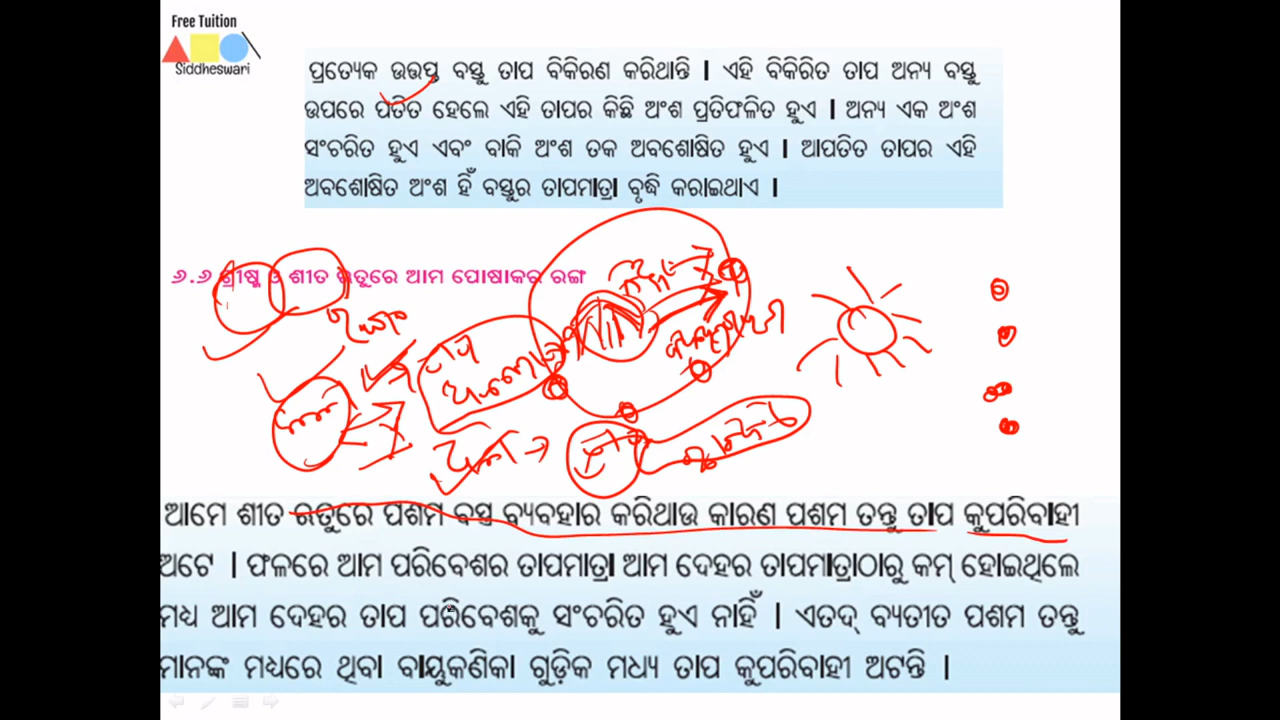 Free Tuition
Siddheswari
ପ୍ରତ୍ୟେକ ଉତ୍ତପ୍ତ ବସ୍ତୁ ତାପ ବିକିରଣ କରିଥାନ୍ତି । ଏହି ବିକିରିତ ତାପ ଅନ୍ୟ ବସ୍ତୁ
ଉପରେ ପତିତ ହେଲେ ଏହି ତାପର କିଛି ଅଂଶ ପ୍ରତିଫଳିତ ହୁଏ । ଅନ୍ୟ ଏକ ଅଂଶ
ସଂଚରିତ ହୁଏ ଏବଂ ବାକି ଅଂଶ ତକ ଅବଶୋଷିତ ହୁଏ । ଆପତିତ ତାପର ଏହି
ଅବଶୋଷିତ ଅଂଶ ହିଁ ବସ୍ତୁର ତାପମାତ୍ରା ବୃଦ୍ଧି କରାଇଥାଏ ।
୬.୬ ଗ୍ରୀଷ୍ମ ଓ ଶୀତ ଋତୁରେ ଆମ ପୋଷାକର ରଙ୍ଗ
ଆମେ ଶୀତ ଋତୁରେ ପଶମ ବସ୍ତ୍ର ବ୍ୟବହାର କରିଥାଉ କାରଣ ପଶମ ତନ୍ତୁ ତାପ କୁପରିବାହୀ
ଅଟେ । ଫଳରେ ଆମ ପରିବେଶର ତାପମାତ୍ରା ଆମ ଦେହର ତାପମାତ୍ରାଠାରୁ କମ୍ ହୋଇଥିଲେ
ମଧ୍ୟ ଆମ ଦେହର ତାପ ପରିବେଶକୁ ସଂଚରିତ ହୁଏ ନାହିଁ । ଏତଦ୍ ବ୍ୟତୀତ ପଶମ ତନ୍ତୁ
ମାନଙ୍କ ମଧ୍ୟରେ ଥିବା ବାୟୁକଣିକା ଗୁଡ଼ିକ ମଧ୍ୟ ତାପ କୁପରିବାହୀ ଅଟନ୍ତି ।